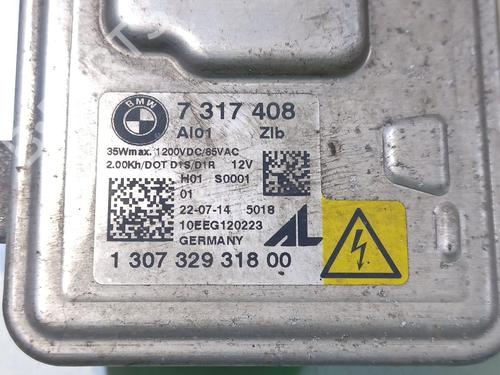 BMW
7 317 408
AI01 Zlb
35Wmax. 1200VDC/85VAC
2.00Kh/DOT D1S/D1R 12V
H01 S0001
01
22-07-14 5018
10EEG120223
GERMANY AL
1 307 329 318 00